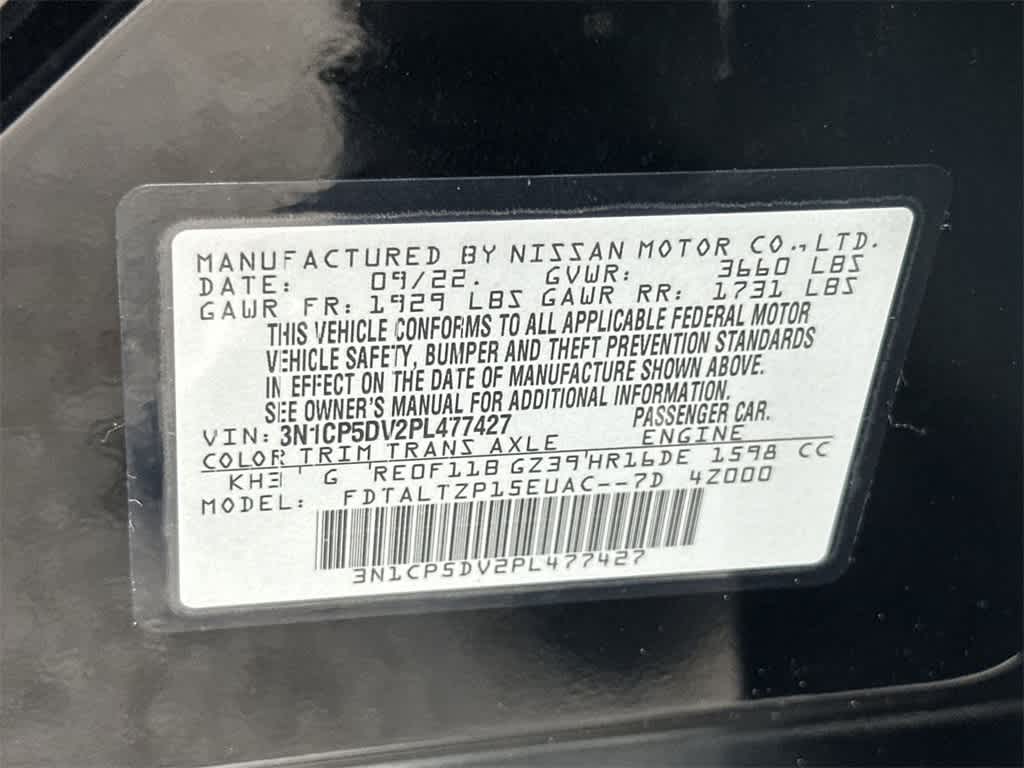 MANUFACTURED BY NISSAN MOTOR CO.,LTD.
DATE: 09/22. GVWR: 3660 LBS
GAWR FR: 1929 LBS GAWR RR: 1731 LBS
THIS VEHICLE CONFORMS TO ALL APPLICABLE FEDERAL MOTOR
VEHICLE SAFETY, BUMPER AND THEFT PREVENTION STANDARDS
IN EFFECT ON THE DATE OF MANUFACTURE SHOWN ABOVE.
SEE OWNER'S MANUAL FOR ADDITIONAL INFORMATION.
VIN: 3N1CP5DV2PL477427 PASSENGER CAR.
COLOR TRIM TRANS AXLE ENGINE
KH3 G RE0F11B GZ39 HR16DE 1598 CC
MODEL: FDTALTZP15EUAC--7D 4Z000
3N1CP5DV2PL477427